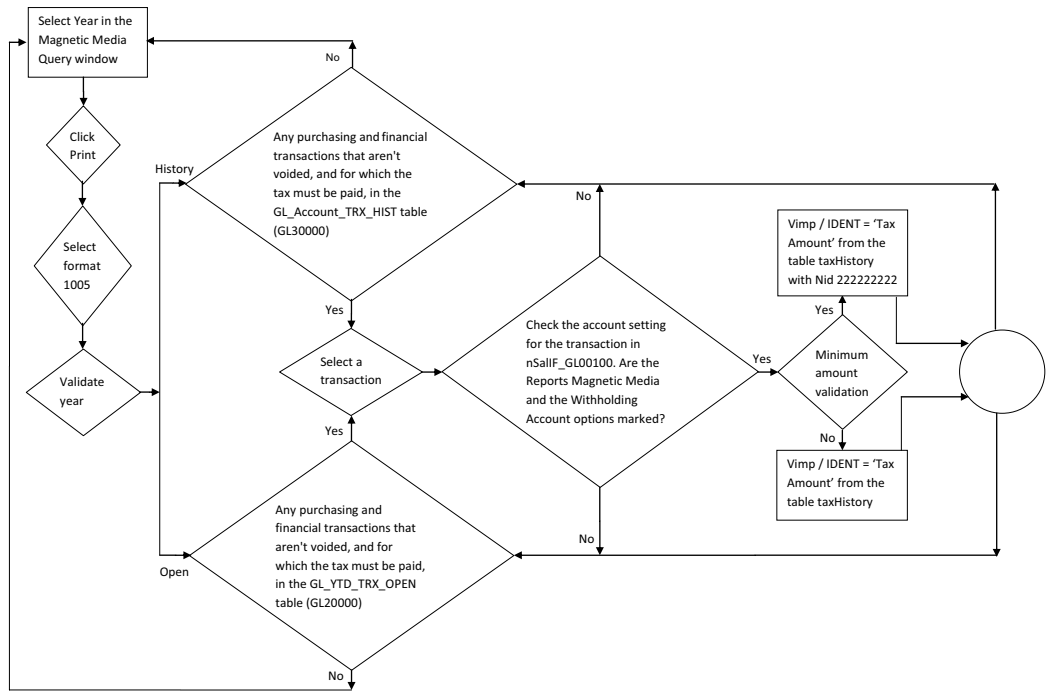 Select Year in the
Magnetic Media
Query window
Click
Print
Select
format
1005
Validate
year
History
Open
No
Any purchasing and financial
transactions that aren't
voided, and for which the
tax must be paid, in the
GL_Account_TRX_HIST table
(GL30000)
Yes
Select a
transaction
Yes
Any purchasing and
financial transactions that
aren't voided, and for
which the tax must be paid,
in the GL_YTD_TRX_OPEN
table (GL20000)
No
No
Check the account setting
for the transaction in
nSaIIF_GL00100. Are the
Reports Magnetic Media
and the Withholding
Account options marked?
No
Yes
Vimp / IDENT = ‘Tax
Amount’ from the
table taxHistory
with Nid 222222222
Yes
Minimum
amount
validation
No
Vimp / IDENT = ‘Tax
Amount’ from the
table taxHistory